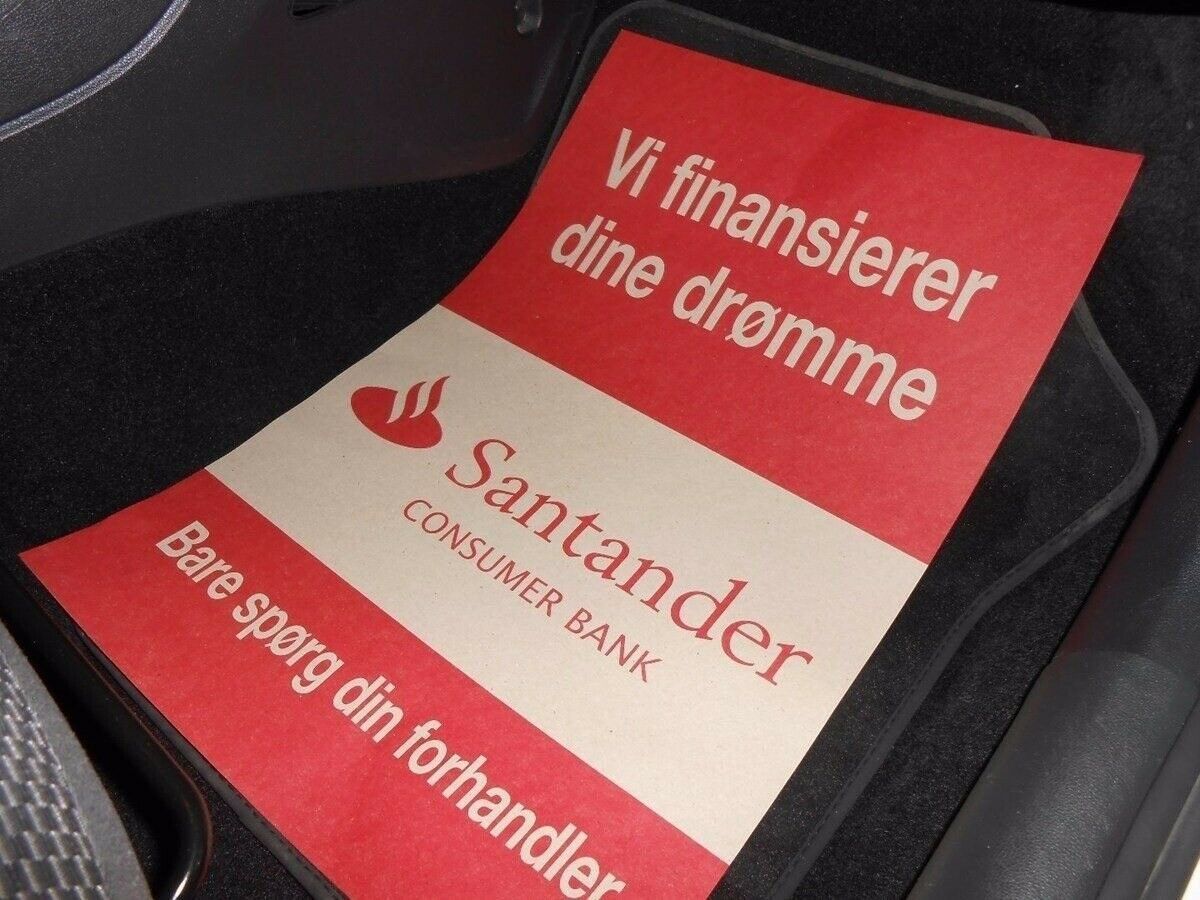 Vi finansierer
dine drømme
Santander
CONSUMER BANK
Bare spørg din forhandler